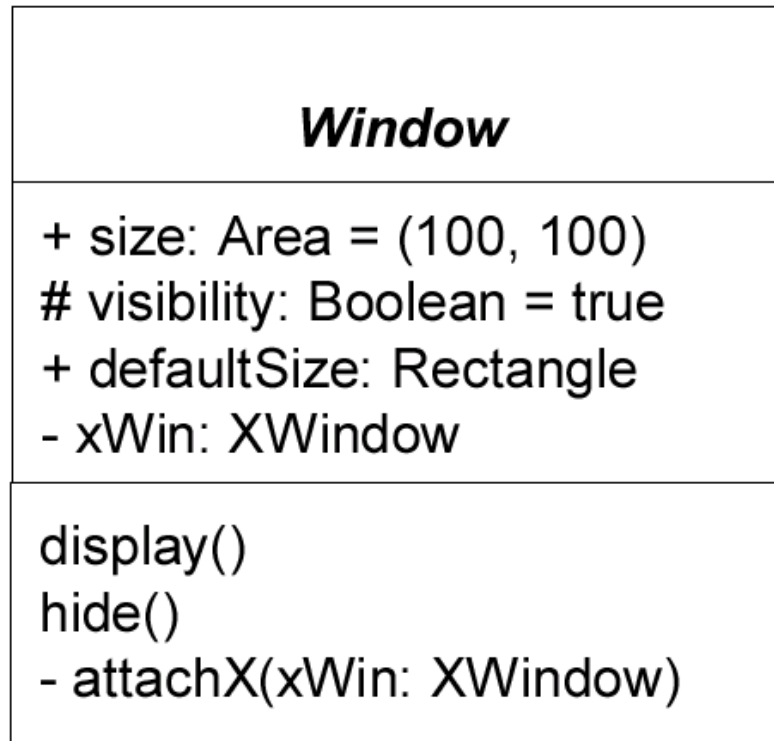 Window
+ size: Area = (100, 100)
# visibility: Boolean = true
+ defaultSize: Rectangle
- xWin: XWindow
display()
hide()
- attachX(xWin: XWindow)